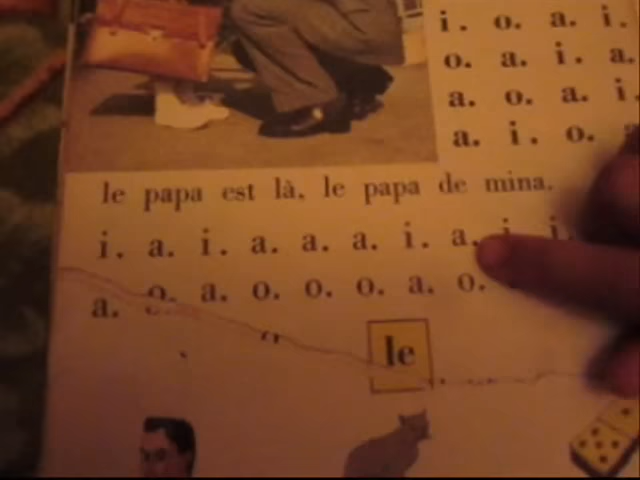 i. o. a. i.
o. a. i. a.
a. o. a. i.
a. i. o.
le papa est là, le papa de mina.
i. a. i. a. a. a. i. a. i. i.
a. o. a. o. o. o. a. o.
le